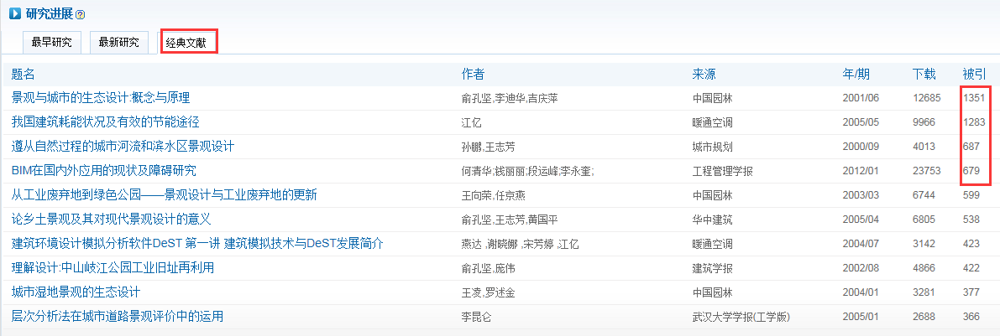 研究进展 ?
最早研究 最新研究 经典文献
题名 作者 来源 年/期 下载 被引
景观与城市的生态设计:概念与原理 俞孔坚,李迪华,吉庆萍 中国园林 2001/06 12685 1351
我国建筑耗能状况及有效的节能途径 江亿 暖通空调 2005/05 9966 1283
遵从自然过程的城市河流和滨水区景观设计 孙鹏,王志芳 城市规划 2000/09 4013 687
BIM在国内外应用的现状及障碍研究 何清华;钱丽丽;段运峰;李永奎; 工程管理学报 2012/01 23753 679
从工业废弃地到绿色公园——景观设计与工业废弃地的更新 王向荣,任京燕 中国园林 2003/03 6744 599
论乡土景观及其对现代景观设计的意义 俞孔坚,王志芳,黄国平 华中建筑 2005/04 6805 538
建筑环境设计模拟分析软件DeST 第一讲 建筑模拟技术与DeST发展简介 燕达 ,谢晓娜 ,宋芳婷 ,江亿 暖通空调 2004/07 3142 423
理解设计:中山岐江公园工业旧址再利用 俞孔坚,庞伟 建筑学报 2002/08 4866 422
城市湿地景观的生态设计 王凌,罗述金 中国园林 2004/01 3281 377
层次分析法在城市道路景观评价中的运用 李昆仑 武汉大学学报(工学版) 2005/01 2688 366